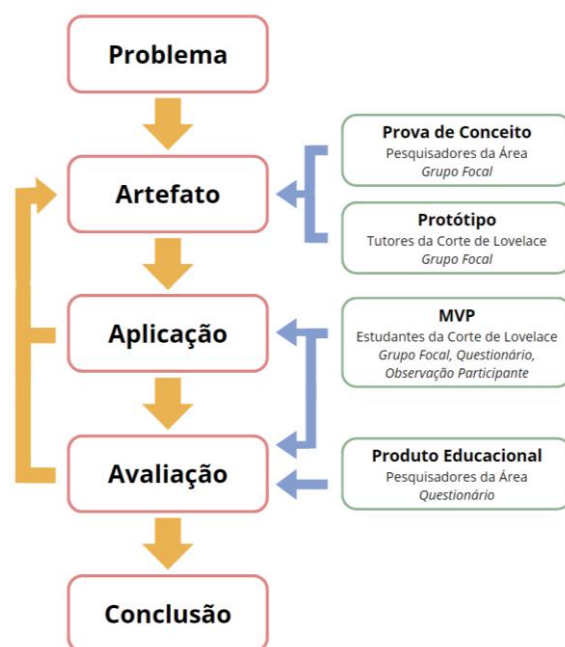 Problema
Prova de Conceito
Pesquisadores da Área
Grupo Focal
Artefato
Protótipo
Tutores da Corte de Lovelace
Grupo Focal
Aplicação
MVP
Estudantes da Corte de Lovelace
Grupo Focal, Questionário,
Observação Participante
Avaliação
Produto Educacional
Pesquisadores da Área
Questionário
Conclusão